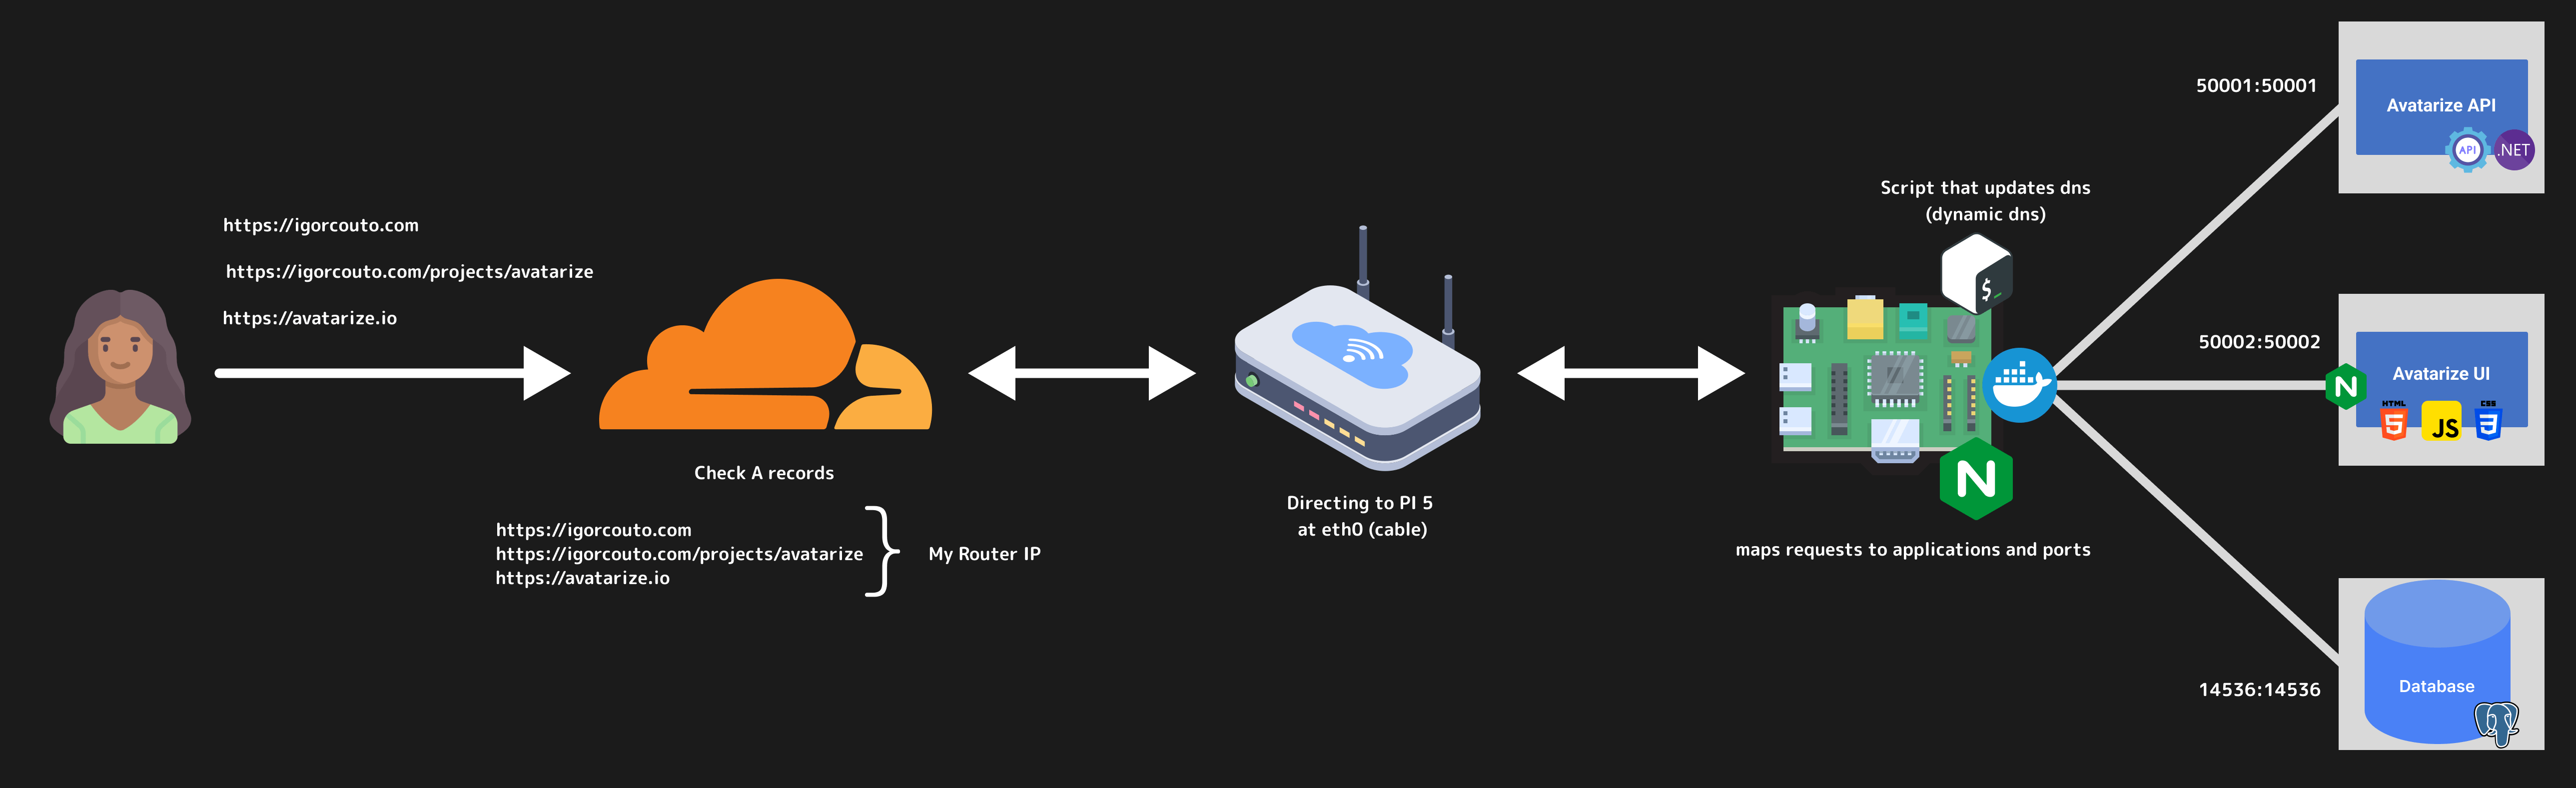 https://igorcouto.com
https://igorcouto.com/projects/avatarize
https://avatarize.io
Check A records
https://igorcouto.com
https://igorcouto.com/projects/avatarize
https://avatarize.io
My Router IP
Directing to PI 5
at eth0 (cable)
Script that updates dns
(dynamic dns)
$_
N
maps requests to applications and ports
50001:50001
Avatarize API
API
.NET
50002:50002
N
Avatarize UI
HTML
5
JS
CSS
3
14536:14536
Database